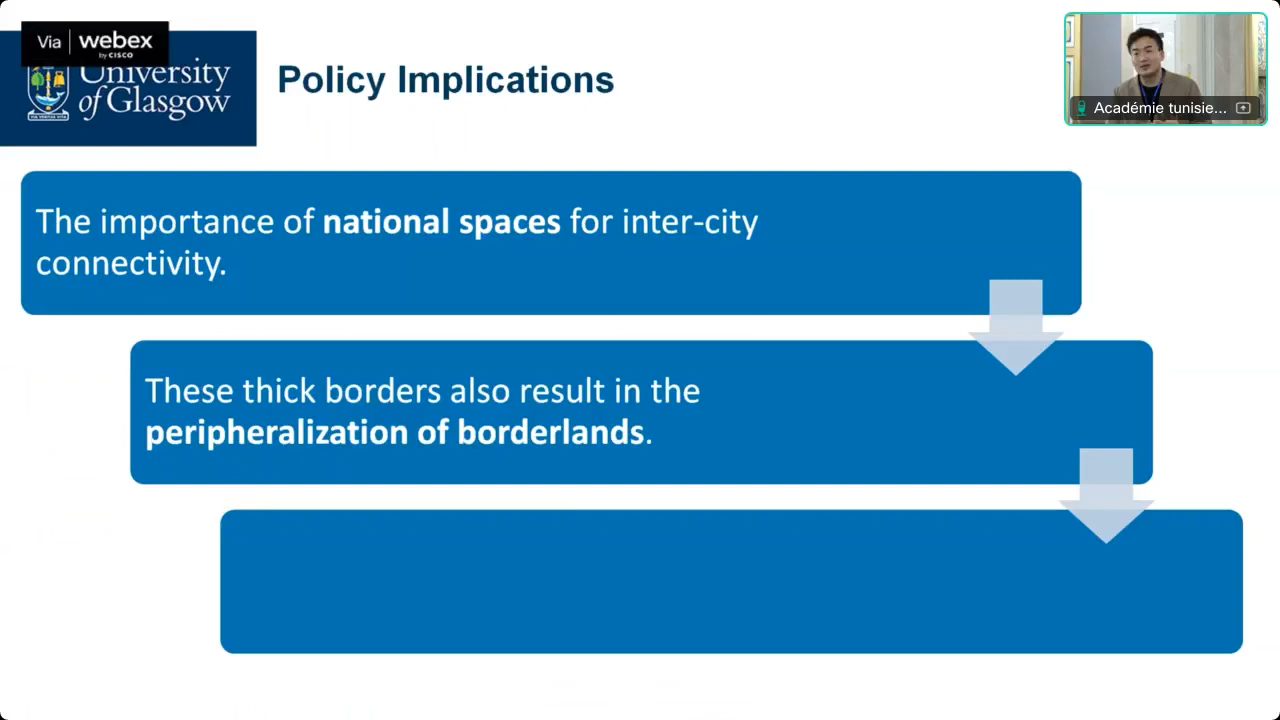 Via webex
by CISCO
University
of Glasgow
VIA VERITAS VITA
Policy Implications
Académie tunisie...
The importance of national spaces for inter-city
connectivity.
These thick borders also result in the
peripheralization of borderlands.